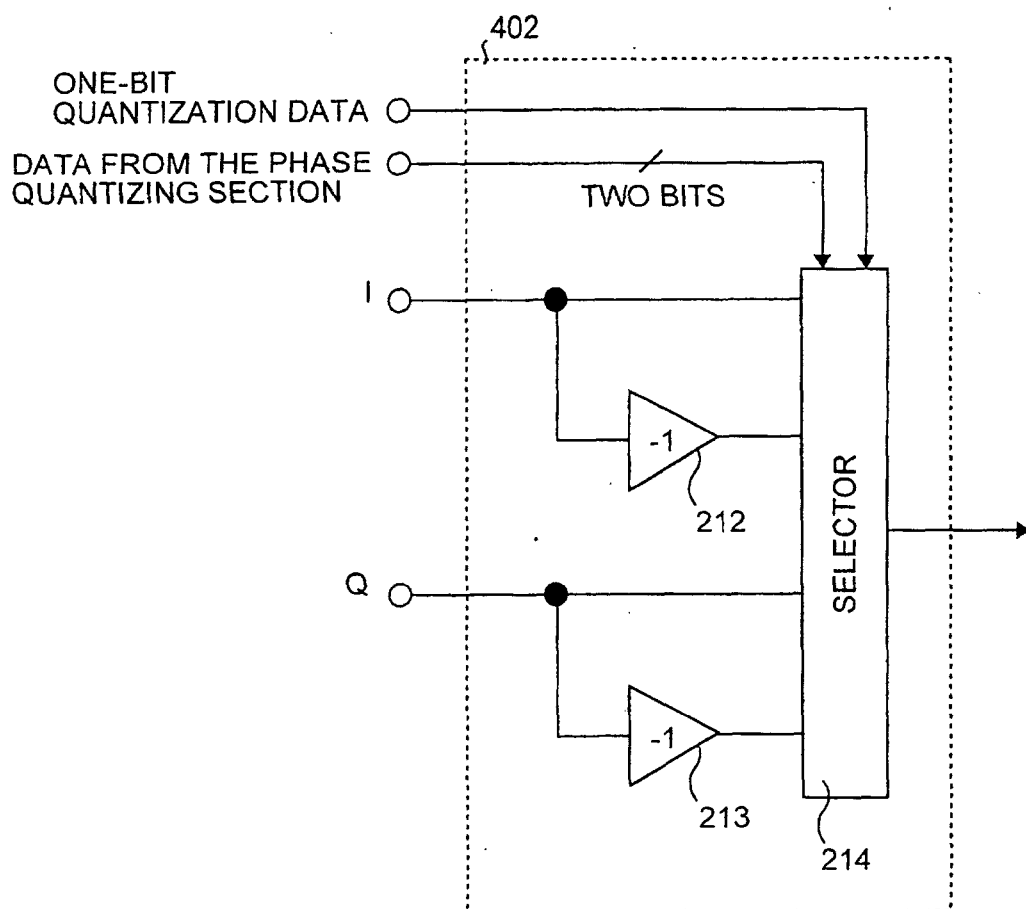 402
ONE-BIT
QUANTIZATION DATA
DATA FROM THE PHASE
QUANTIZING SECTION
TWO BITS
I
-1
212
SELECTOR
Q
-1
213
214